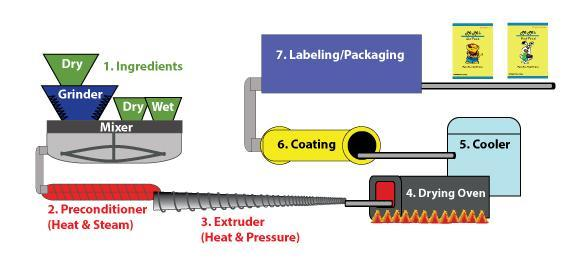 Dry
1. Ingredients
Grinder
Dry Wet
Mixer
2. Preconditioner
(Heat & Steam)
3. Extruder
(Heat & Pressure)
4. Drying Oven
5. Cooler
6. Coating
7. Labeling/Packaging